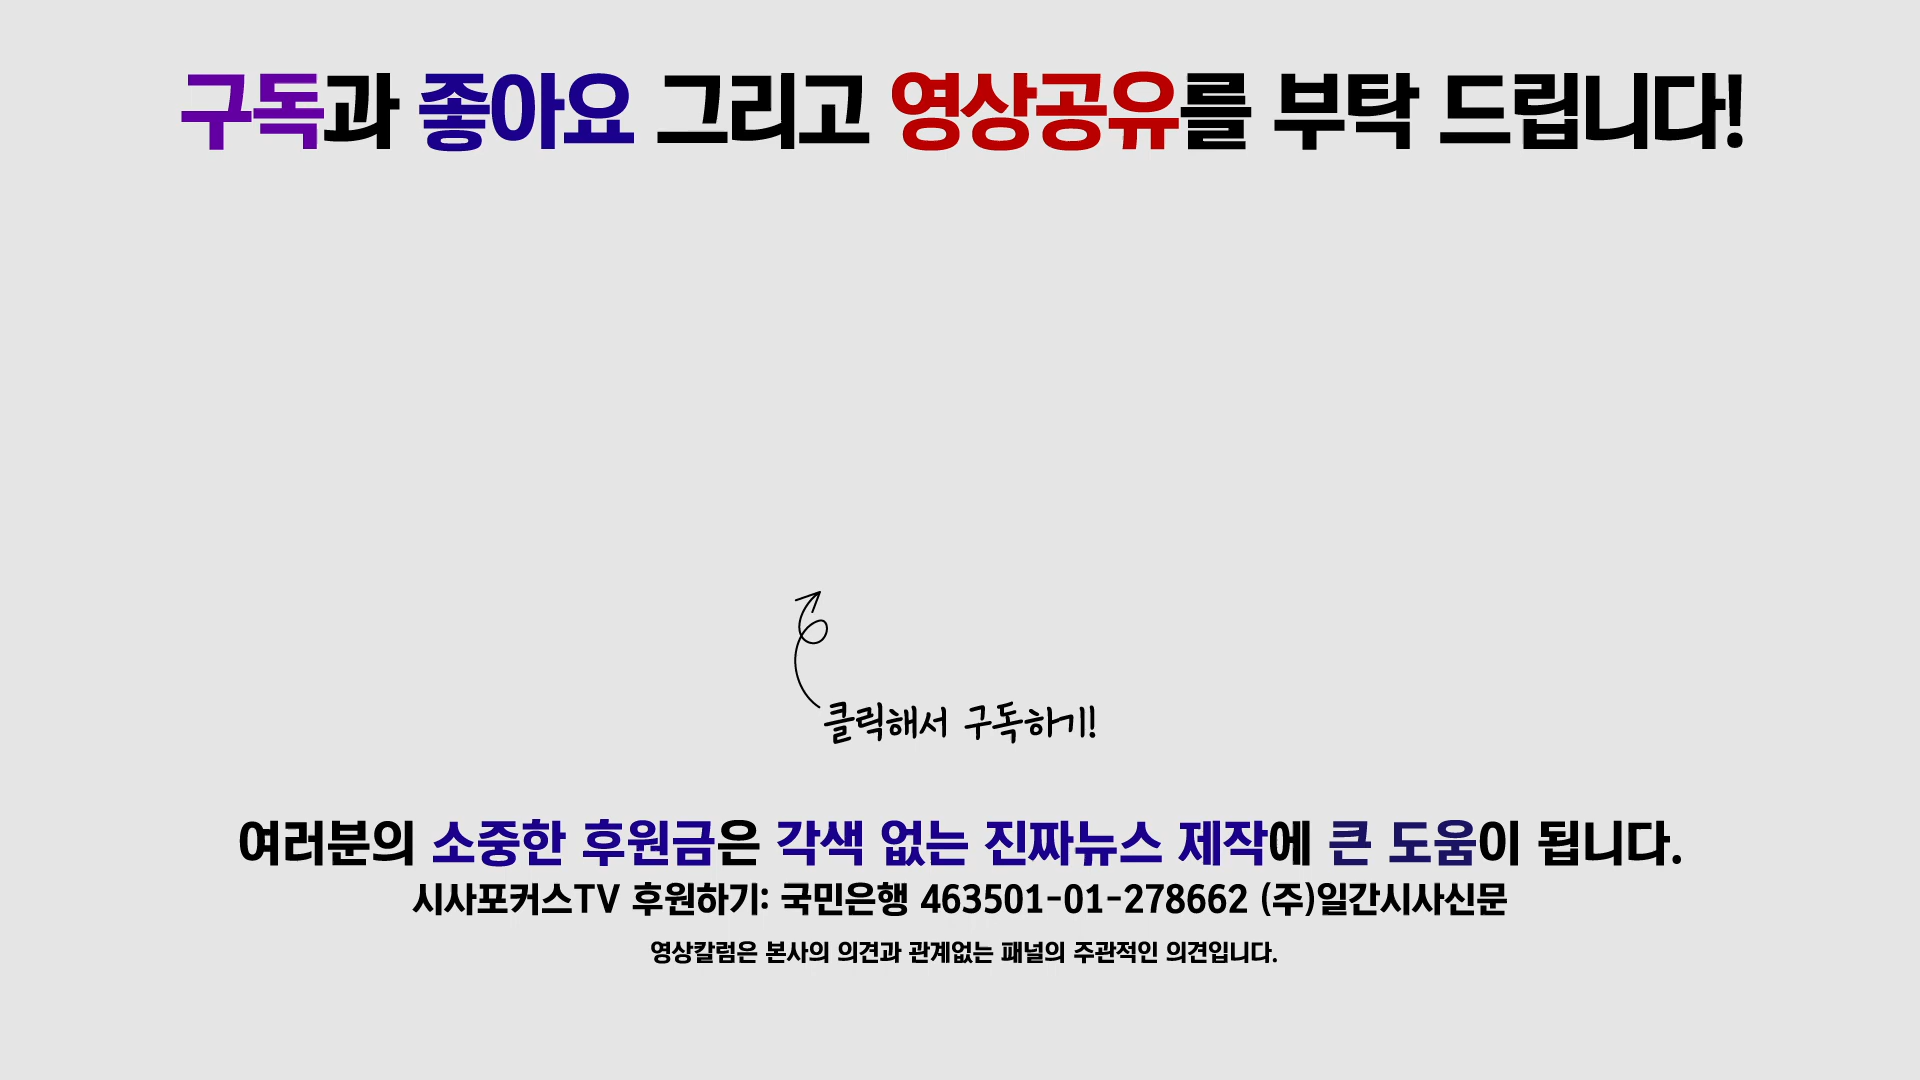 구독과 좋아요 그리고 영상공유를 부탁 드립니다!
클릭해서 구독하기!
여러분의 소중한 후원금은 각색 없는 진짜뉴스 제작에 큰 도움이 됩니다.
시사포커스TV 후원하기: 국민은행 463501-01-278662 (주)일간시사신문
영상칼럼은 본사의 의견과 관계없는 패널의 주관적인 의견입니다.